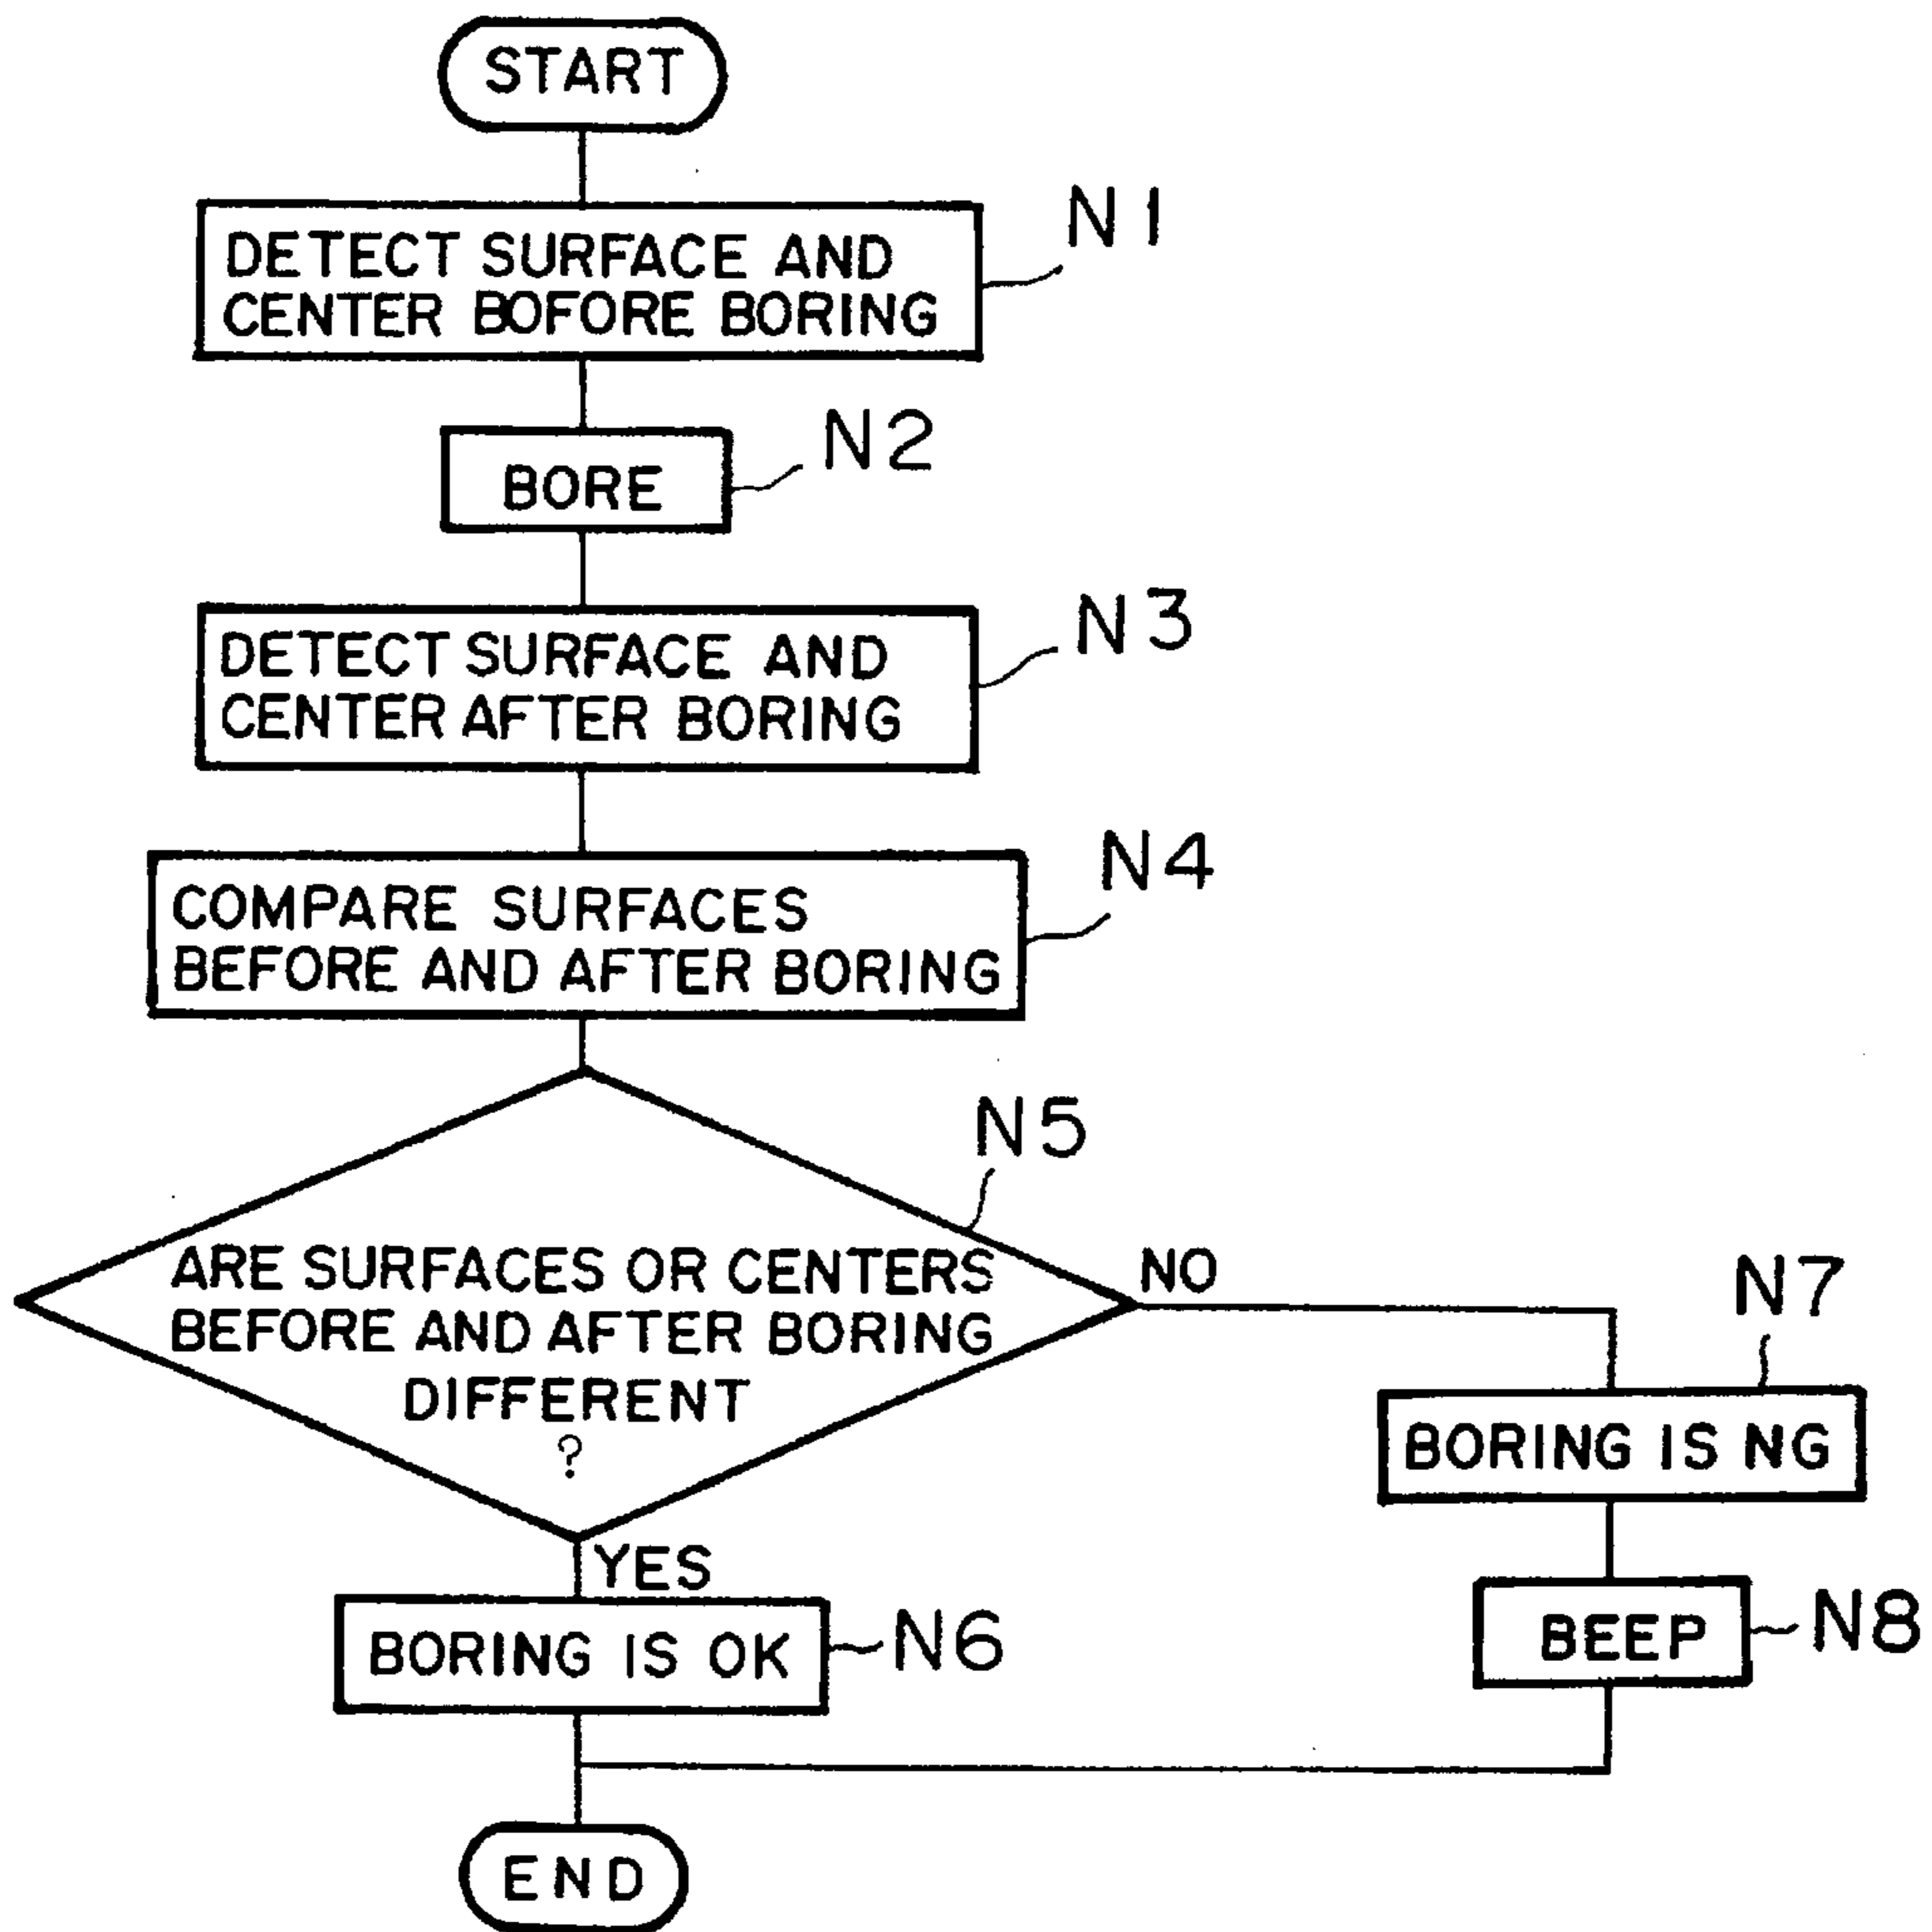 START
N1
DETECT SURFACE AND
CENTER BOFORE BORING
N2
BORE
N3
DETECT SURFACE AND
CENTER AFTER BORING
N4
COMPARE SURFACES
BEFORE AND AFTER BORING
N5
ARE SURFACES OR CENTERS
BEFORE AND AFTER BORING
DIFFERENT
?
NO
N7
BORING IS NG
YES
BORING IS OK
N6
BEEP
N8
END